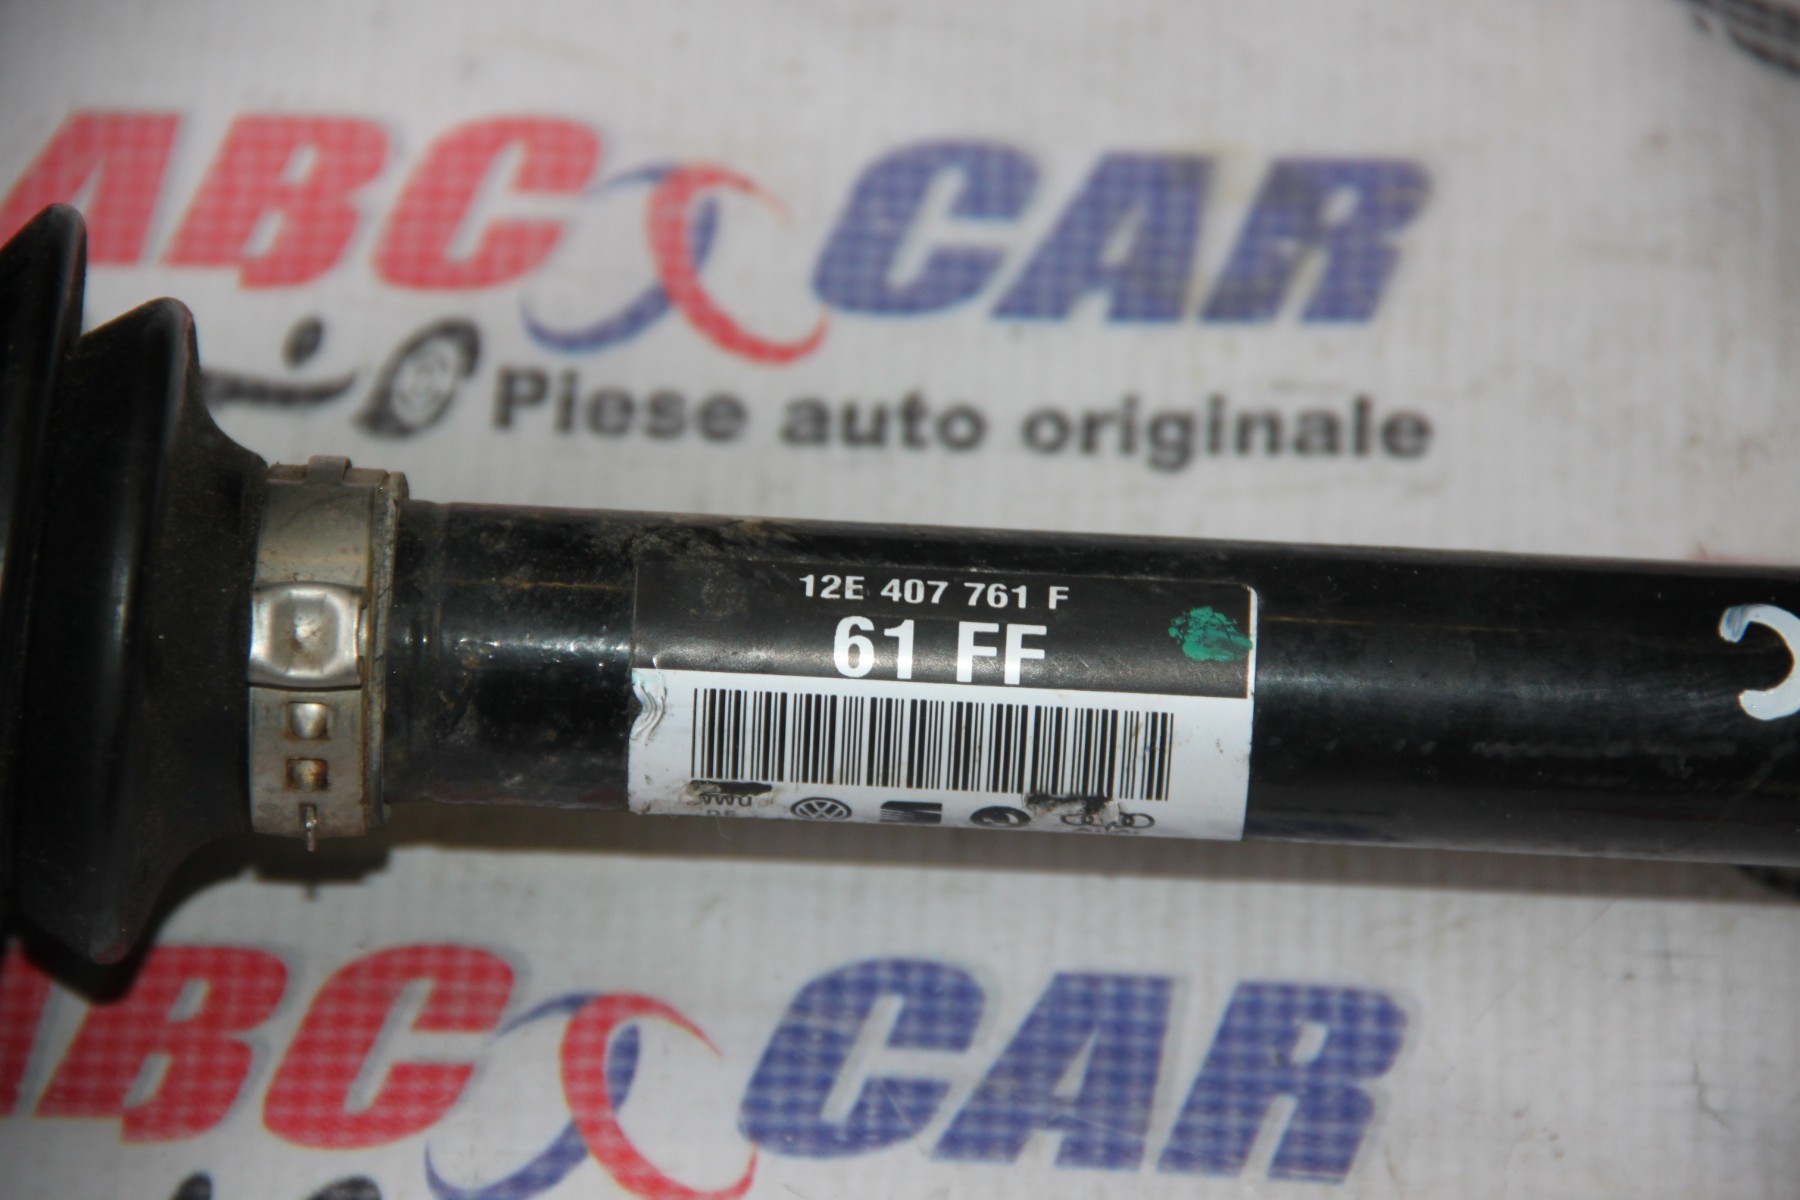 ABC CAR
Piese auto originale
12E 407 761 F
61 FF
ABC CAR